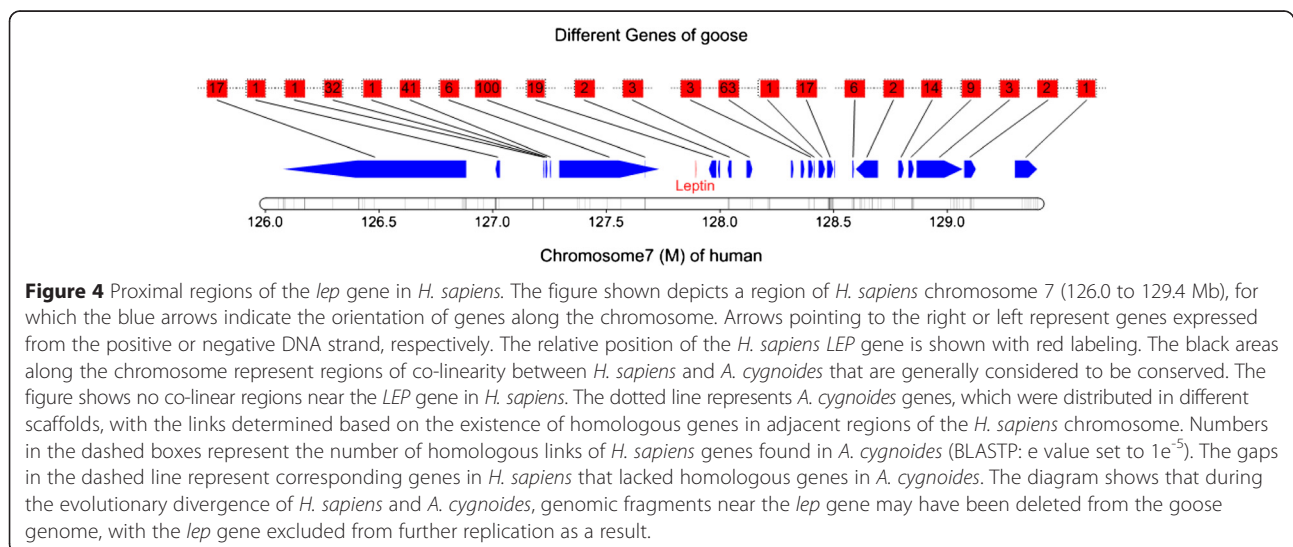 Different Genes of goose
17 1 1 32 1 41 6 100 19 2 3 3 63 1 17 6 2 14 9 3 2 1
Leptin
126.0 126.5 127.0 127.5 128.0 128.5 129.0
Chromosome7 (M) of human
Figure 4 Proximal regions of the lep gene in H. sapiens. The figure shown depicts a region of H. sapiens chromosome 7 (126.0 to 129.4 Mb), for
which the blue arrows indicate the orientation of genes along the chromosome. Arrows pointing to the right or left represent genes expressed
from the positive or negative DNA strand, respectively. The relative position of the H. sapiens LEP gene is shown with red labeling. The black areas
along the chromosome represent regions of co-linearity between H. sapiens and A. cygnoides that are generally considered to be conserved. The
figure shows no co-linear regions near the LEP gene in H. sapiens. The dotted line represents A. cygnoides genes, which were distributed in different
scaffolds, with the links determined based on the existence of homologous genes in adjacent regions of the H. sapiens chromosome. Numbers
in the dashed boxes represent the number of homologous links of H. sapiens genes found in A. cygnoides (BLASTP: e value set to 1e⁻⁵). The gaps
in the dashed line represent corresponding genes in H. sapiens that lacked homologous genes in A. cygnoides. The diagram shows that during
the evolutionary divergence of H. sapiens and A. cygnoides, genomic fragments near the lep gene may have been deleted from the goose
genome, with the lep gene excluded from further replication as a result.